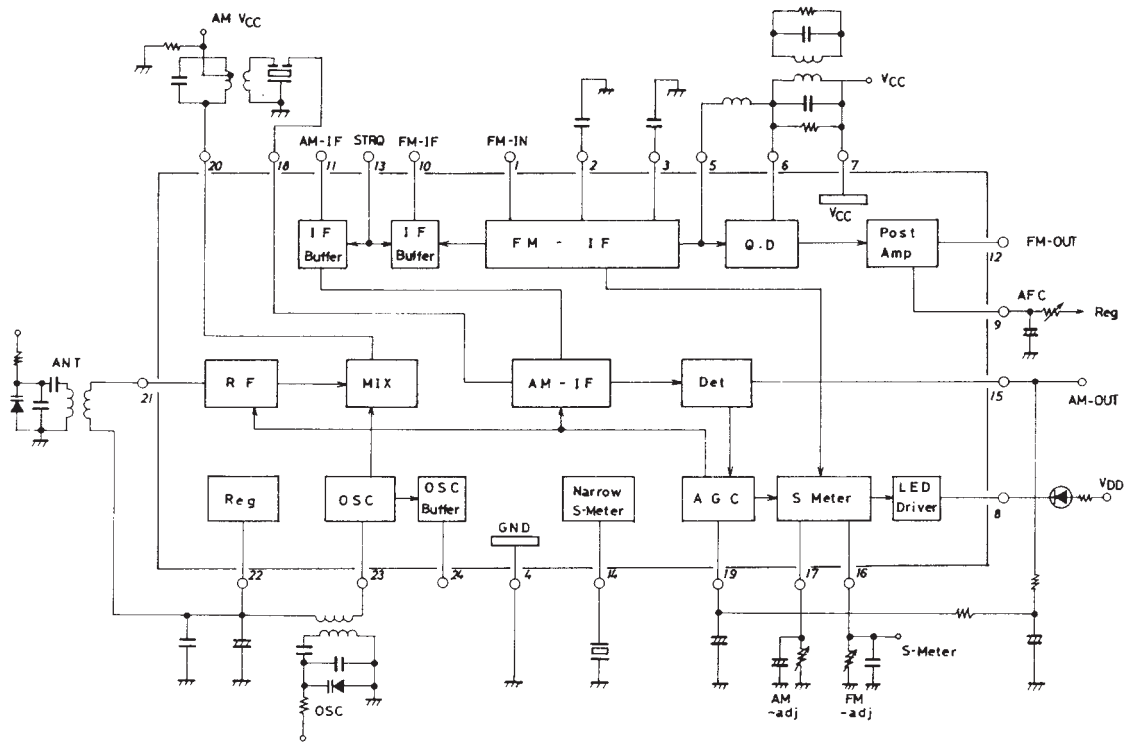 AM VCC
VCC
AM-IF STRQ FM-IF FM-IN
20 18 11 13 10 1 2 3 5 6 7
VCC
IF Buffer
IF Buffer
FM - IF
Q.D
Post Amp
FM-OUT
12
AFC
9
Reg
ANT
21
RF
MIX
AM-IF
Det
15
AM-OUT
Reg
OSC
OSC Buffer
Narrow S-Meter
AGC
S Meter
LED Driver
VDD
8
GND
22 23 24 4 14 19 17 16
S-Meter
OSC
AM ~adj
FM -adj